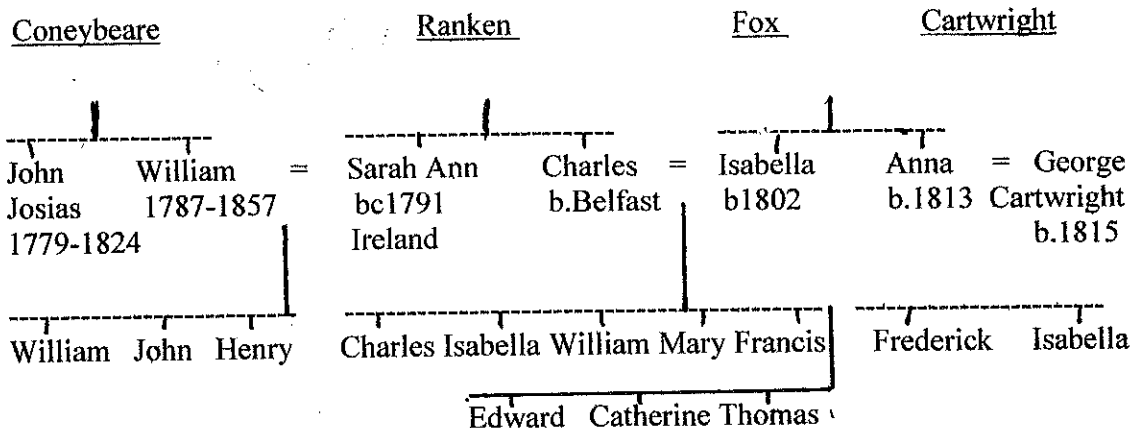 Coneybeare Ranken Fox Cartwright
John William = Sarah Ann Charles = Isabella Anna = George
Josias 1787-1857 bc1791 b.Belfast b1802 b.1813 Cartwright
1779-1824 Ireland b.1815
William John Henry Charles Isabella William Mary Francis Frederick Isabella
Edward Catherine Thomas